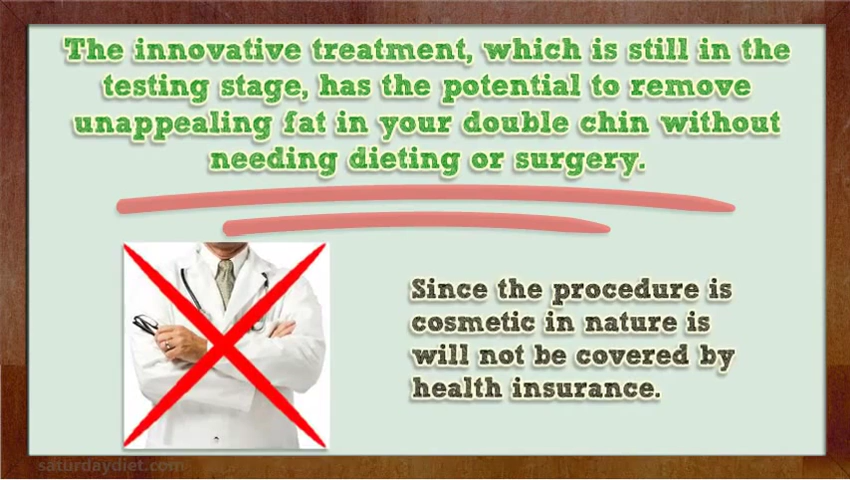 The innovative treatment, which is still in the
testing stage, has the potential to remove
unappealing fat in your double chin without
needing dieting or surgery.
Since the procedure is
cosmetic in nature is
will not be covered by
health insurance.
saturdaydiet.com